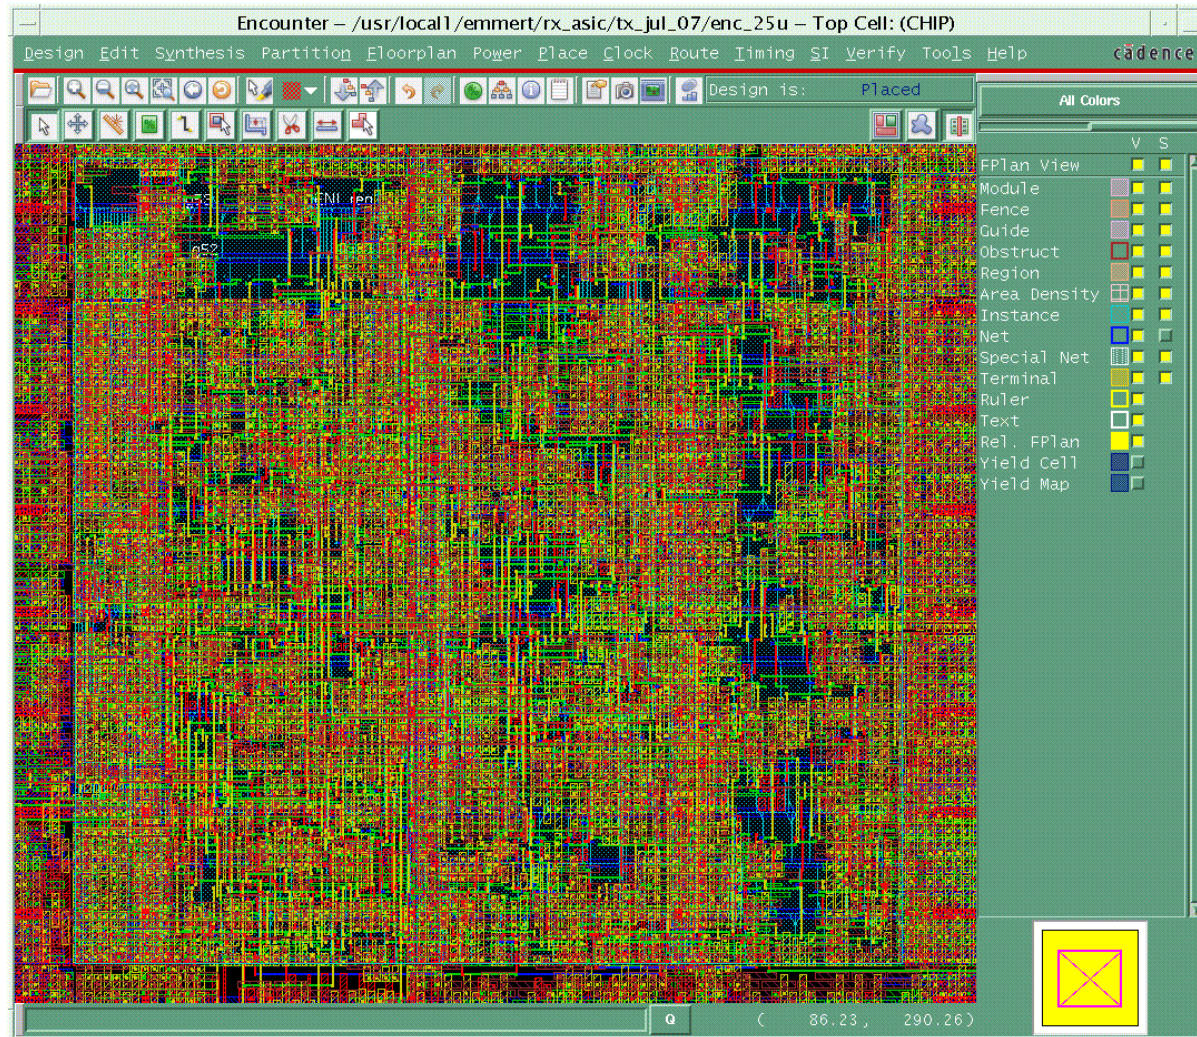 Encounter – /usr/local1/emmert/rx_asic/tx_jul_07/enc_25u – Top Cell: (CHIP)
Design Edit Synthesis Partition Floorplan Power Place Clock Route Timing SI Verify Tools Help cādence
Design is: Placed
All Colors
V S
FPlan View
Module
Fence
Guide
Obstruct
Region
Area Density
Instance
Net
Special Net
Terminal
Ruler
Text
Rel. FPlan
Yield Cell
Yield Map
g52
Q ( 86.23, 290.26)